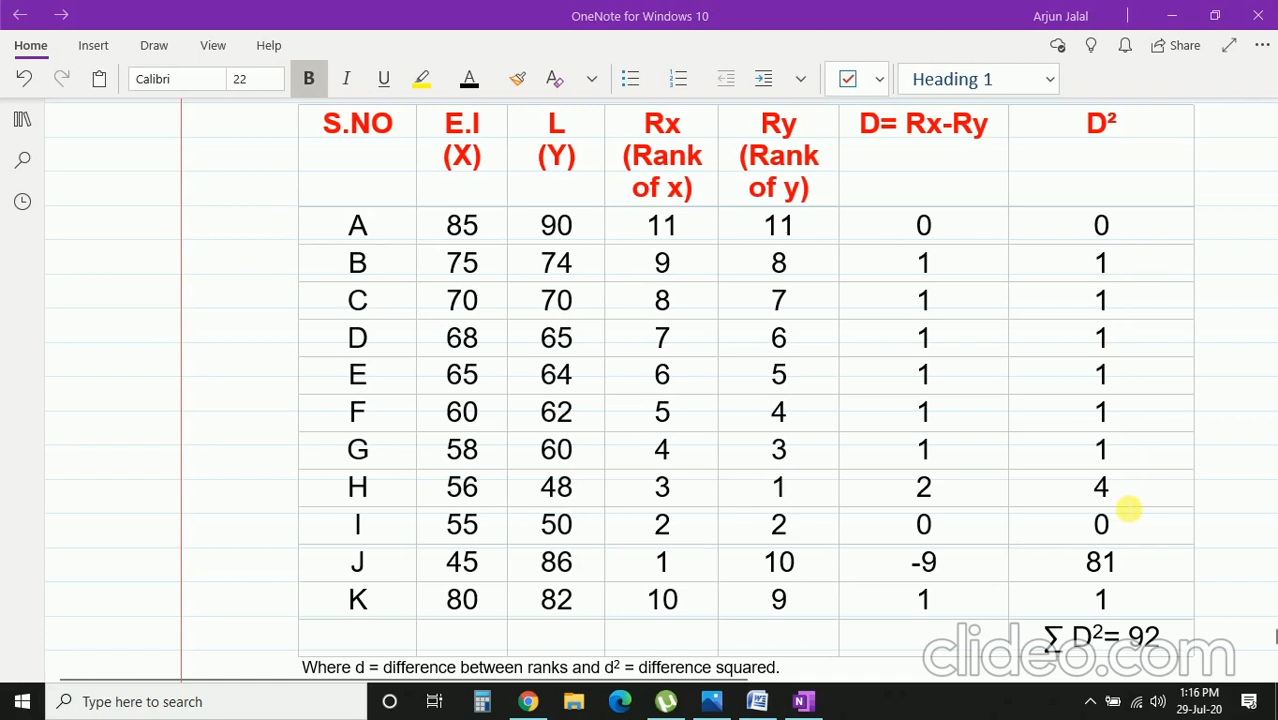 OneNote for Windows 10
Arjun Jalal
Home Insert Draw View Help
Share
Calibri 22 B I U A A Heading 1
S.NO E.I (X) L (Y) Rx (Rank of x) Ry (Rank of y) D= Rx-Ry D²
A 85 90 11 11 0 0
B 75 74 9 8 1 1
C 70 70 8 7 1 1
D 68 65 7 6 1 1
E 65 64 6 5 1 1
F 60 62 5 4 1 1
G 58 60 4 3 1 1
H 56 48 3 1 2 4
I 55 50 2 2 0 0
J 45 86 1 10 -9 81
K 80 82 10 9 1 1
∑ D²= 92
clideo.com
Where d = difference between ranks and d² = difference squared.
Type here to search
1:16 PM
29-Jul-20